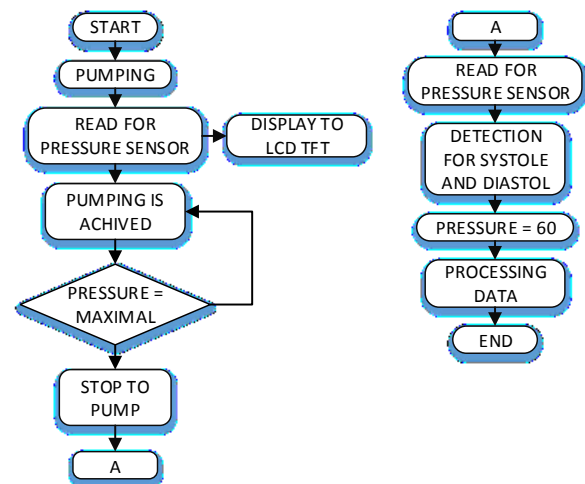 START
PUMPING
READ FOR
PRESSURE SENSOR
DISPLAY TO
LCD TFT
PUMPING IS
ACHIVED
PRESSURE =
MAXIMAL
STOP TO
PUMP
A
A
READ FOR
PRESSURE SENSOR
DETECTION
FOR SYSTOLE
AND DIASTOL
PRESSURE = 60
PROCESSING
DATA
END